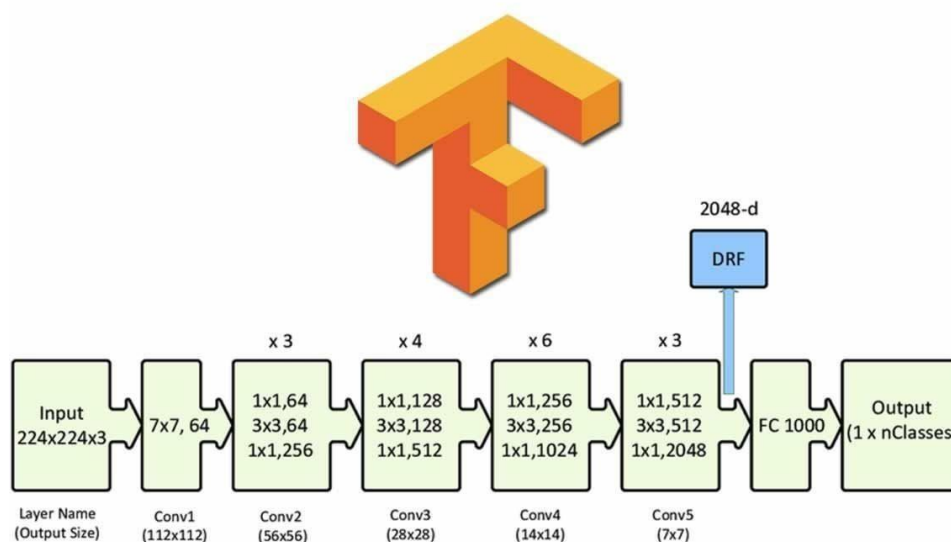 2048-d
DRF
x 3
x 4
x 6
x 3
Input
224x224x3
7x7, 64
1x1,64
3x3,64
1x1,256
1x1,128
3x3,128
1x1,512
1x1,256
3x3,256
1x1,1024
1x1,512
3x3,512
1x1,2048
FC 1000
Output
(1 x nClasses
Layer Name
(Output Size)
Conv1
(112x112)
Conv2
(56x56)
Conv3
(28x28)
Conv4
(14x14)
Conv5
(7x7)